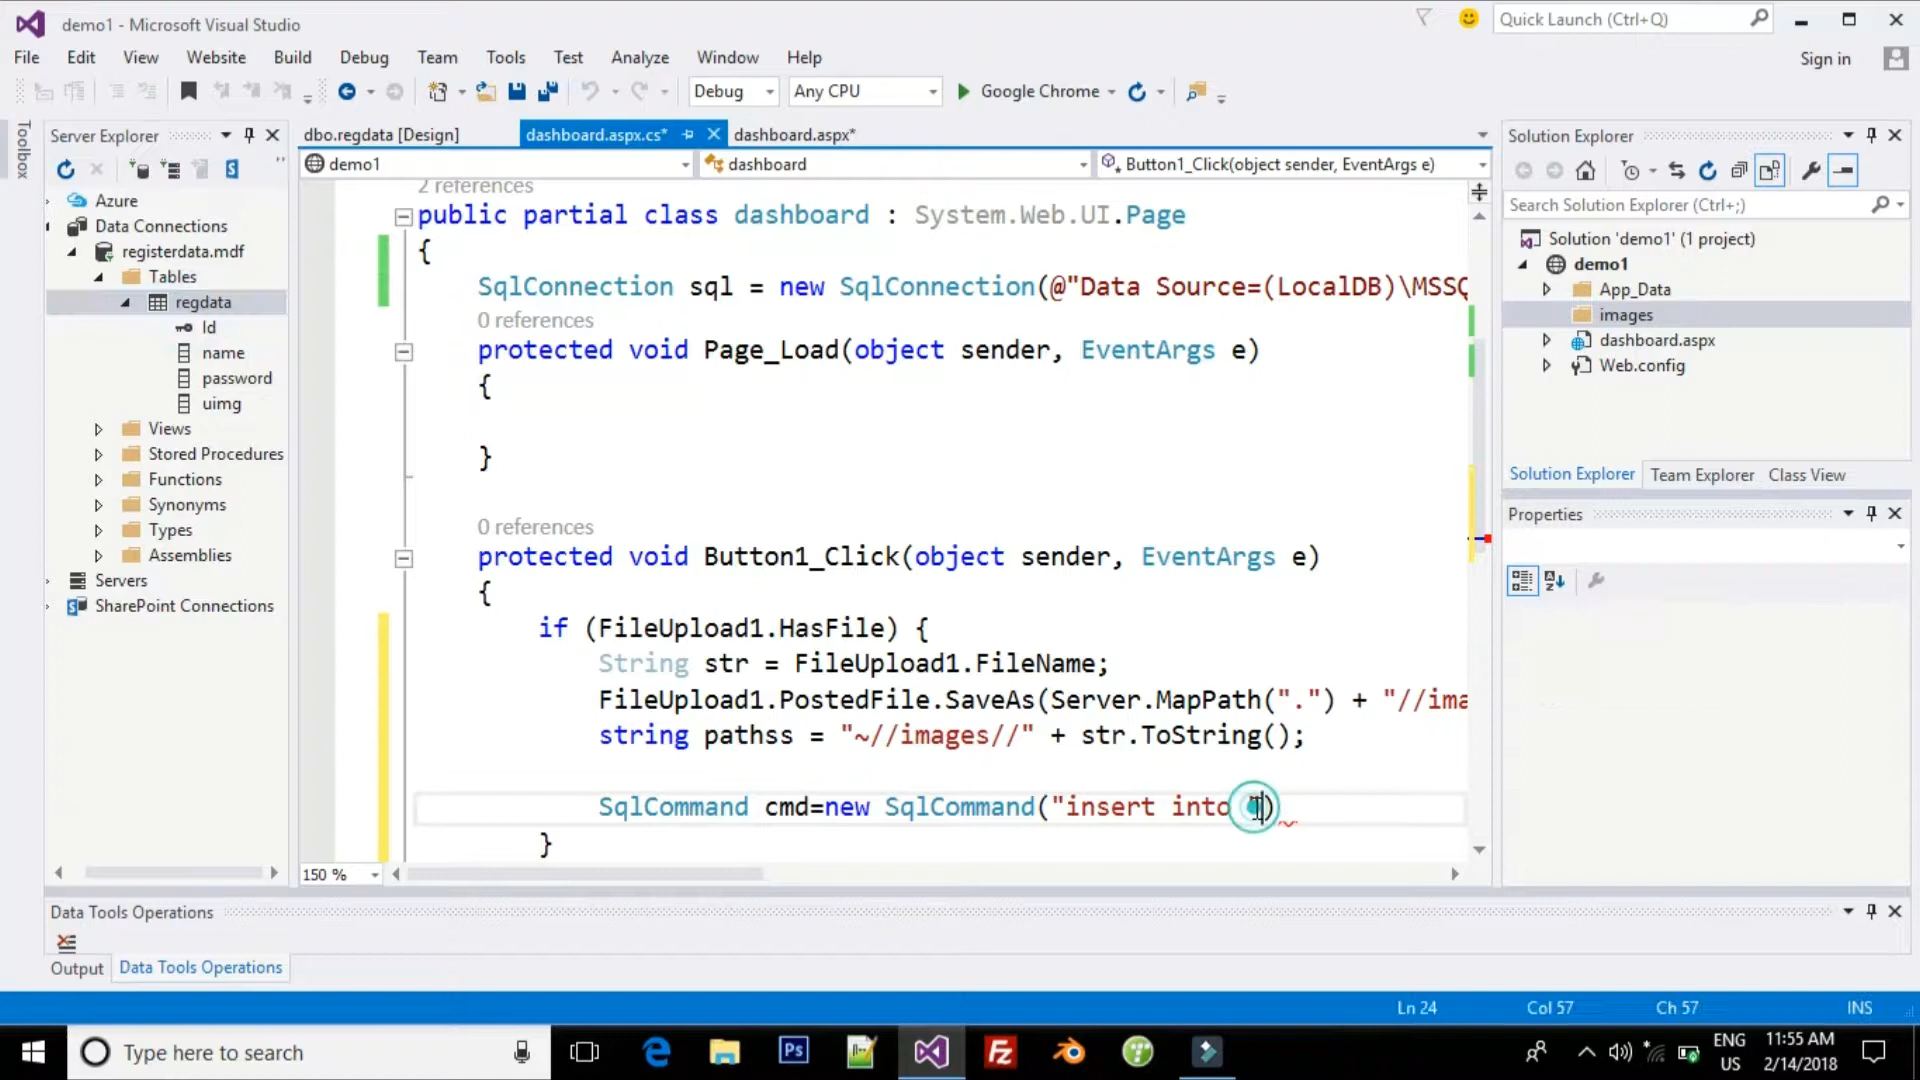 demo1 - Microsoft Visual Studio
Quick Launch (Ctrl+Q)
File Edit View Website Build Debug Team Tools Test Analyze Window Help
Sign in
Debug Any CPU Google Chrome
Toolbox
Server Explorer
Azure
Data Connections
registerdata.mdf
Tables
regdata
Id
name
password
uimg
Views
Stored Procedures
Functions
Synonyms
Types
Assemblies
Servers
SharePoint Connections
dbo.regdata [Design] dashboard.aspx.cs* dashboard.aspx*
demo1 dashboard Button1_Click(object sender, EventArgs e)
2 references
public partial class dashboard : System.Web.UI.Page
{
SqlConnection sql = new SqlConnection(@"Data Source=(LocalDB)\MSSQ
0 references
protected void Page_Load(object sender, EventArgs e)
{
}
0 references
protected void Button1_Click(object sender, EventArgs e)
{
if (FileUpload1.HasFile) {
String str = FileUpload1.FileName;
FileUpload1.PostedFile.SaveAs(Server.MapPath(".") + "//ima
string pathss = "~//images//" + str.ToString();
SqlCommand cmd=new SqlCommand("insert into ")
}
150 %
Solution Explorer
Search Solution Explorer (Ctrl+;)
Solution 'demo1' (1 project)
demo1
App_Data
images
dashboard.aspx
Web.config
Solution Explorer Team Explorer Class View
Properties
Data Tools Operations
Output Data Tools Operations
Ln 24 Col 57 Ch 57 INS
Type here to search
Ps
Fz
ENG
US
11:55 AM
2/14/2018